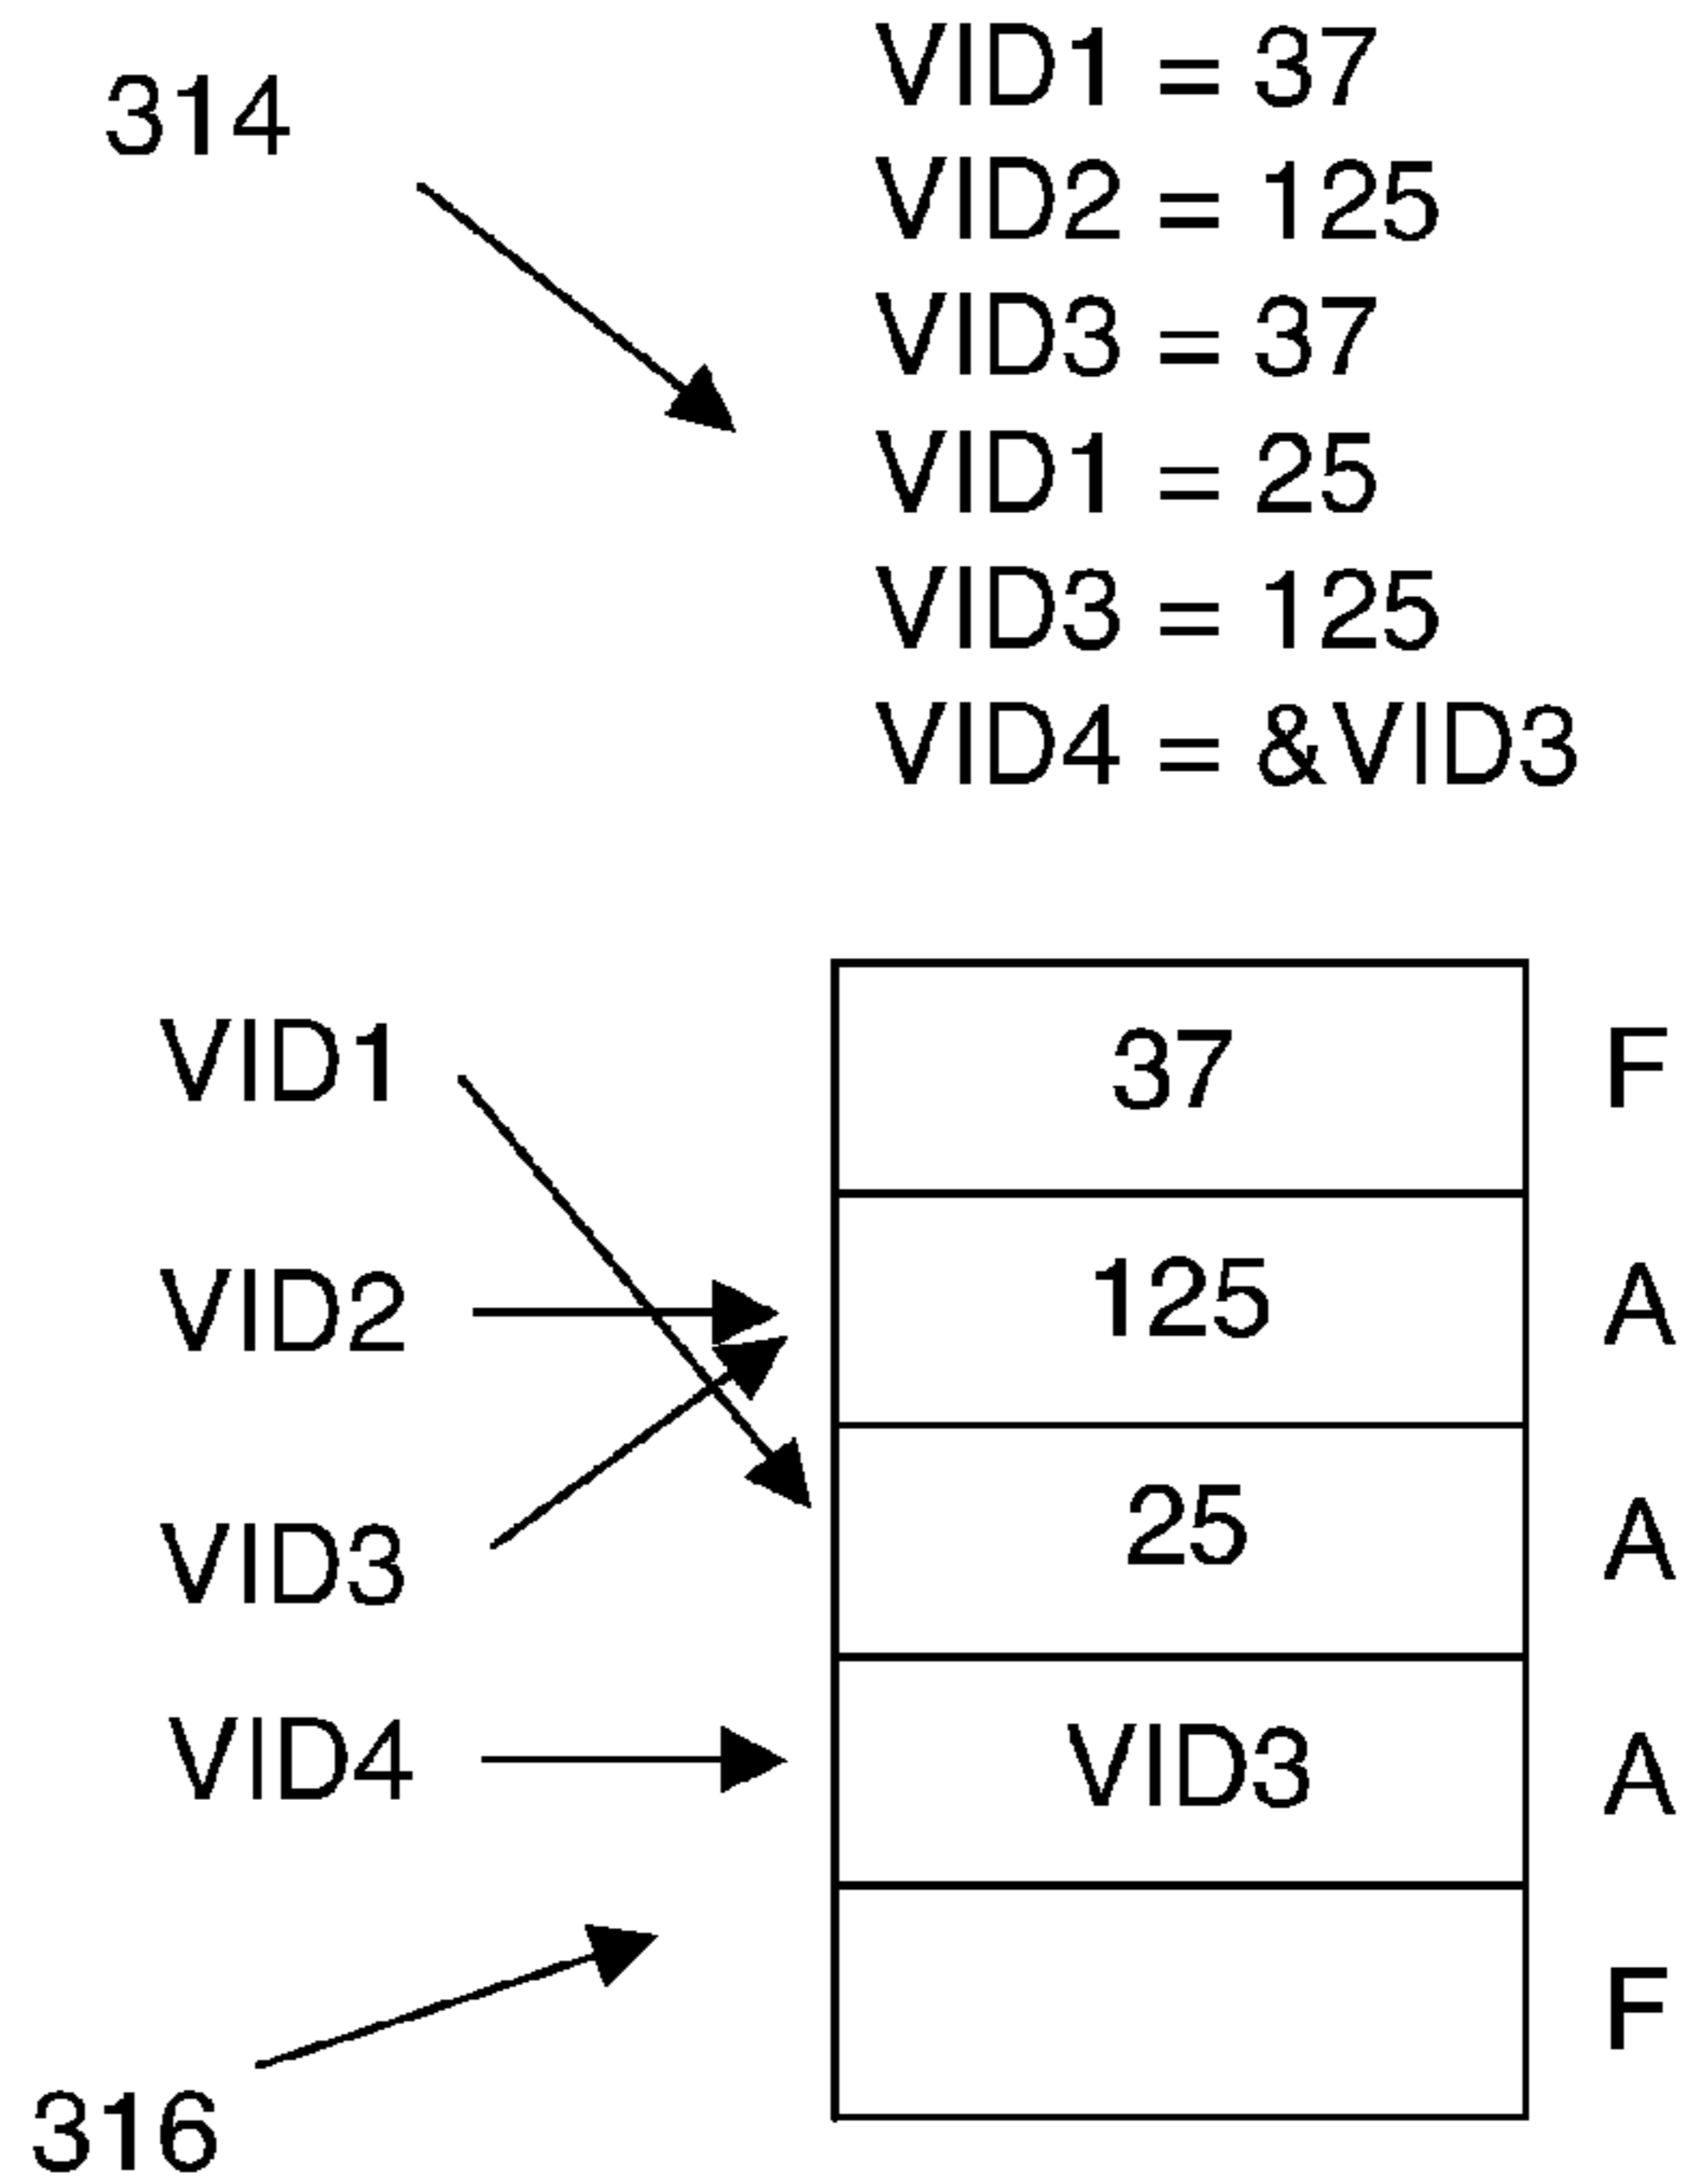 VID1 = 37
314
VID2 = 125
VID3 = 37
VID1 = 25
VID3 = 125
VID4 = &VID3
VID1 37 F
VID2 125 A
VID3 25 A
VID4 VID3 A
F
316